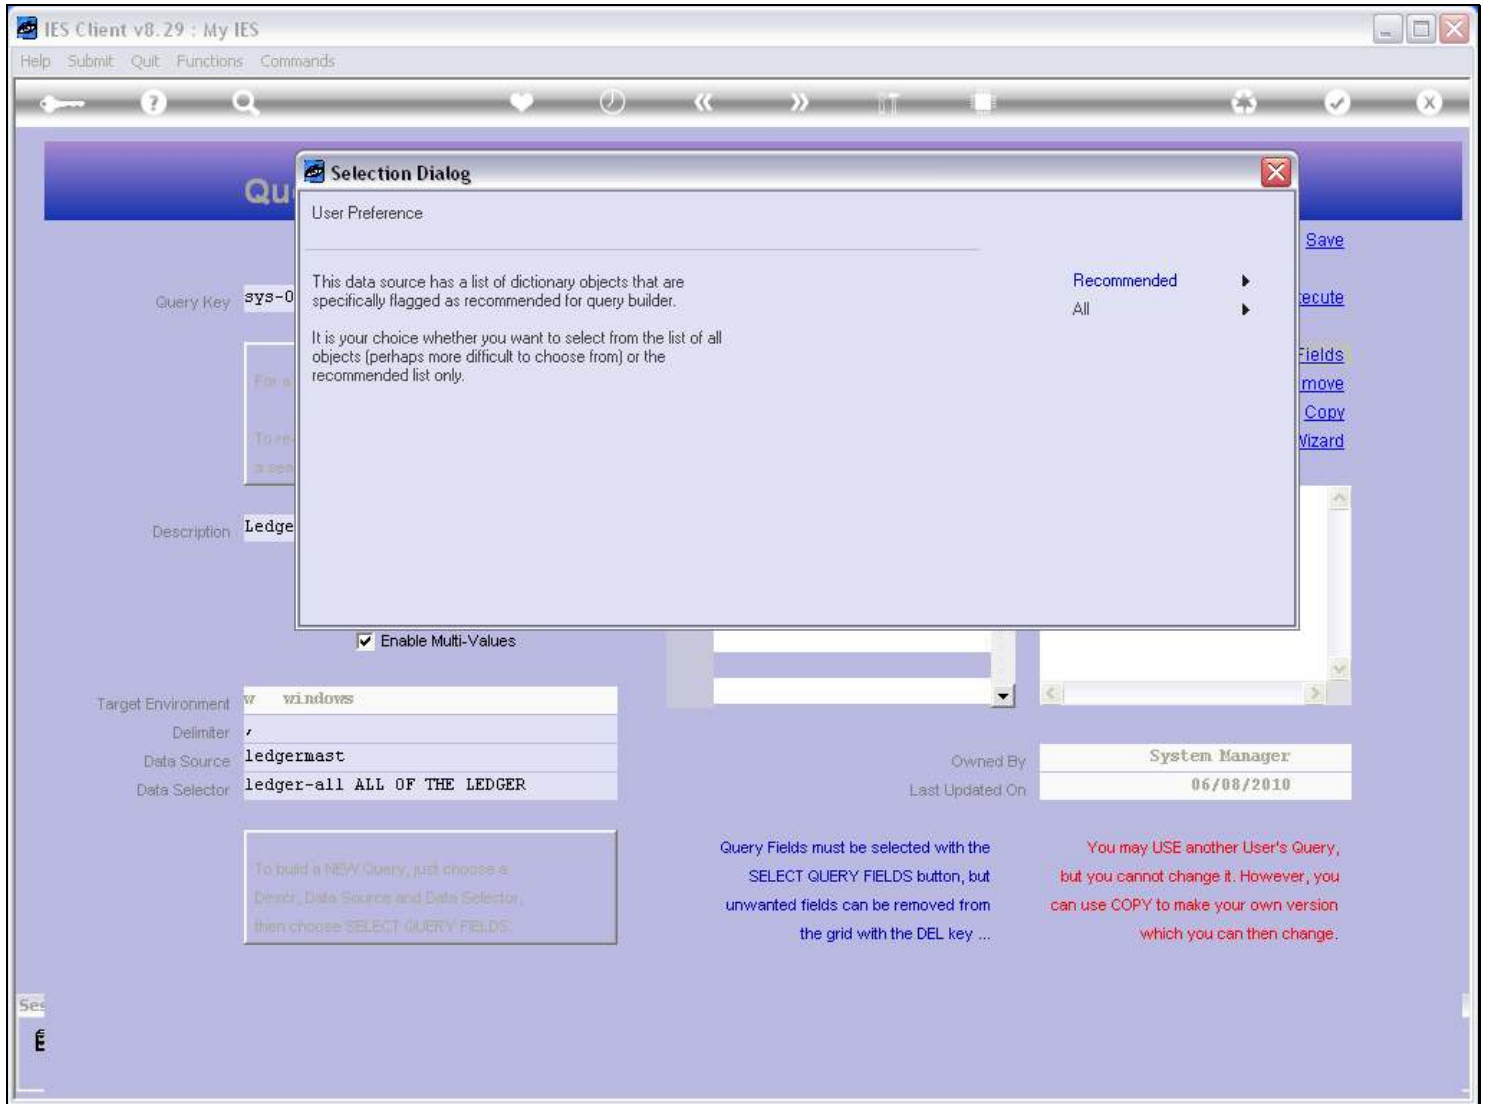 IES Client v8.29 : My IES
Help Submit Quit Functions Commands
Selection Dialog
User Preference
This data source has a list of dictionary objects that are
specifically flagged as recommended for query builder.
It is your choice whether you want to select from the list of all
objects (perhaps more difficult to choose from) or the
recommended list only.
Recommended
All
Save
Query Key sys-0
Copy
Description Ledge
Enable Multi-Values
Target Environment w windows
Delimiter ,
Data Source ledgermast
Data Selector ledger-all ALL OF THE LEDGER
Owned By System Manager
Last Updated On 06/08/2010
To build a NEW Query, just choose a
Descr, Data Source and Data Selector,
then choose SELECT QUERY FIELDS.
Query Fields must be selected with the
SELECT QUERY FIELDS button, but
unwanted fields can be removed from
the grid with the DEL key ...
You may USE another User's Query,
but you cannot change it. However, you
can use COPY to make your own version
which you can then change.